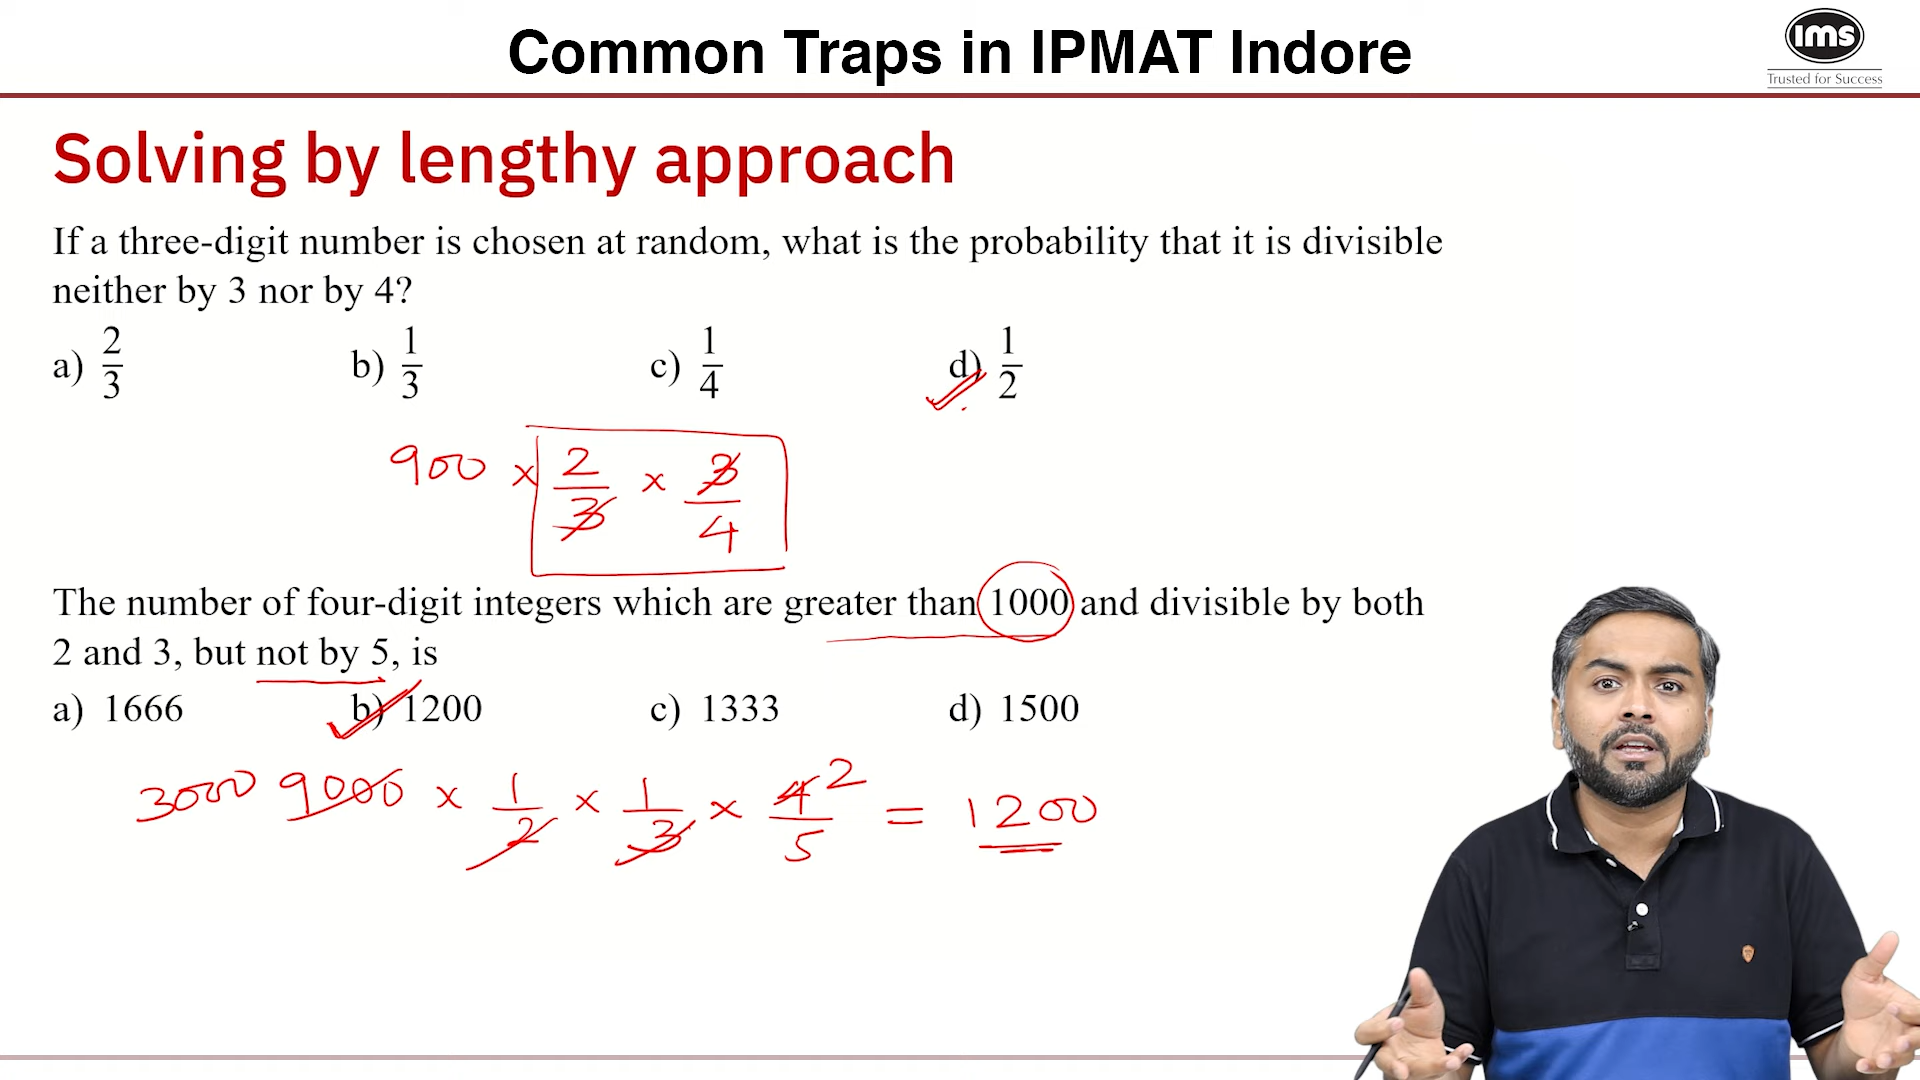 Common Traps in IPMAT Indore
ims
Trusted for Success
Solving by lengthy approach
If a three-digit number is chosen at random, what is the probability that it is divisible
neither by 3 nor by 4?
a) 2/3 b) 1/3 c) 1/4 d) 1/2
900 × 2/3 × 3/4
The number of four-digit integers which are greater than 1000 and divisible by both
2 and 3, but not by 5, is
a) 1666 b) 1200 c) 1333 d) 1500
3000 9000 × 1/2 × 1/3 × 4/5 2 = 1200